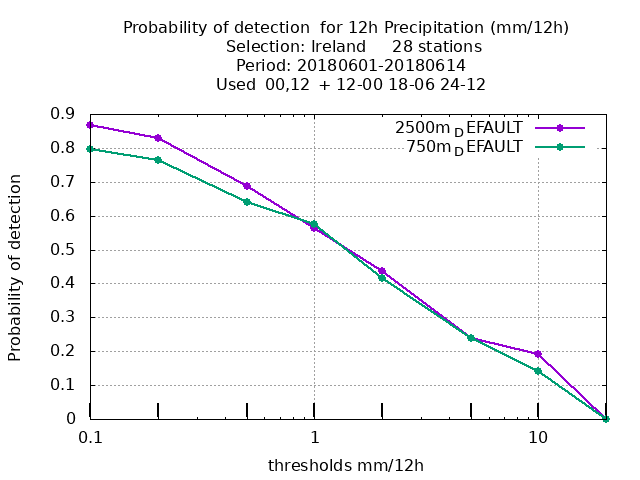 Probability of detection  for 12h Precipitation (mm/12h)
Selection: Ireland     28 stations
Period: 20180601-20180614
Used  00,12  + 12-00 18-06 24-12
2500m_DEFAULT
750m_DEFAULT
0.9
0.8
0.7
0.6
0.5
0.4
0.3
0.2
0.1
0
Probability of detection
0.1
1
10
thresholds mm/12h